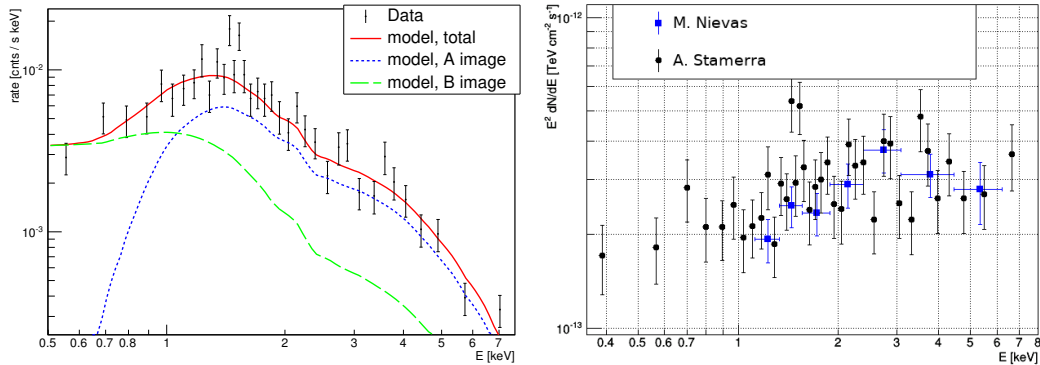 Data
model, total
model, A image
model, B image
rate [cnts / s keV]
10⁻²
10⁻³
0.5 0.6 0.7 0.8 1 2 3 4 5 6 7
E [keV]
M. Nievas
A. Stamerra
E² dN/dE [TeV cm⁻² s⁻¹]
10⁻¹²
10⁻¹³
0.4 0.5 0.6 0.7 1 2 3 4 5 6 7 8
E [keV]